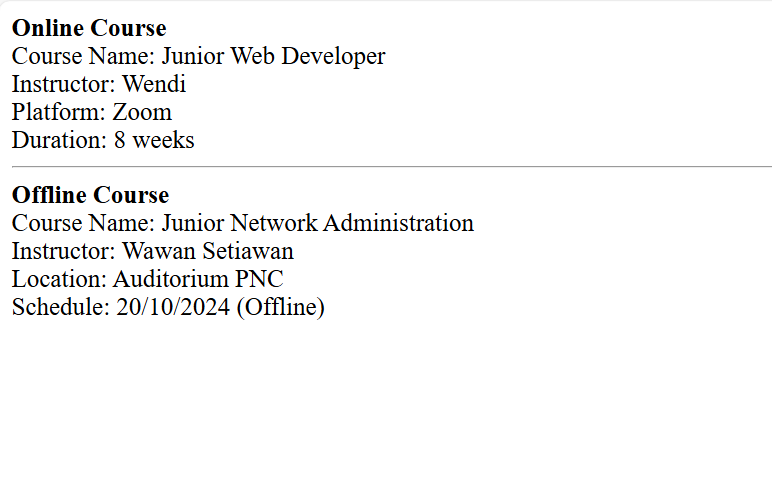 Online Course
Course Name: Junior Web Developer
Instructor: Wendi
Platform: Zoom
Duration: 8 weeks
Offline Course
Course Name: Junior Network Administration
Instructor: Wawan Setiawan
Location: Auditorium PNC
Schedule: 20/10/2024 (Offline)